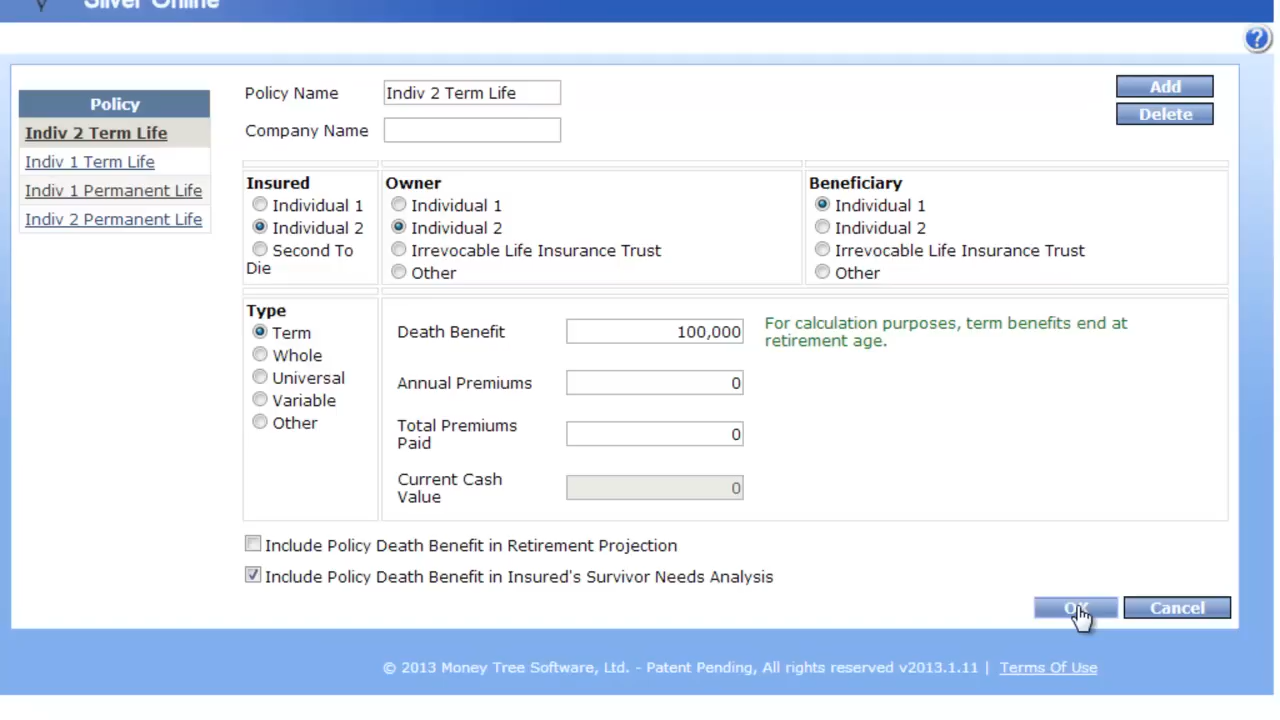 Silver Online
Policy
Indiv 2 Term Life
Indiv 1 Term Life
Indiv 1 Permanent Life
Indiv 2 Permanent Life
Policy Name Indiv 2 Term Life
Company Name
Add
Delete
Insured
Individual 1
Individual 2
Second To
Die
Owner
Individual 1
Individual 2
Irrevocable Life Insurance Trust
Other
Beneficiary
Individual 1
Individual 2
Irrevocable Life Insurance Trust
Other
Type
Term
Whole
Universal
Variable
Other
Death Benefit 100,000
For calculation purposes, term benefits end at
retirement age.
Annual Premiums 0
Total Premiums
Paid 0
Current Cash
Value 0
Include Policy Death Benefit in Retirement Projection
Include Policy Death Benefit in Insured's Survivor Needs Analysis
OK Cancel
© 2013 Money Tree Software, Ltd. - Patent Pending, All rights reserved v2013.1.11 | Terms Of Use